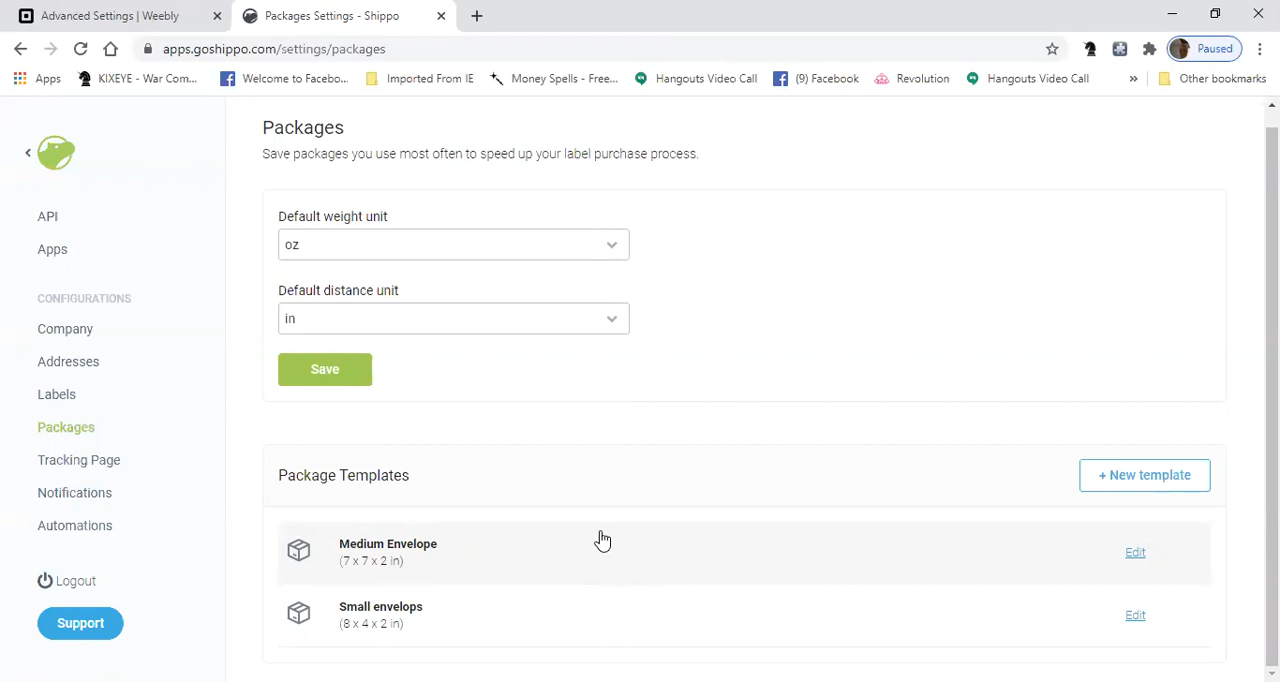 Advanced Settings | Weebly
Packages Settings - Shippo
apps.goshippo.com/settings/packages
Paused
Apps
KIXEYE - War Com...
Welcome to Facebo...
Imported From IE
Money Spells - Free...
Hangouts Video Call
(9) Facebook
Revolution
Hangouts Video Call
»
Other bookmarks
API
Apps
CONFIGURATIONS
Company
Addresses
Labels
Packages
Tracking Page
Notifications
Automations
Logout
Support
Packages
Save packages you use most often to speed up your label purchase process.
Default weight unit
oz
Default distance unit
in
Save
Package Templates
+ New template
Medium Envelope
(7 x 7 x 2 in)
Edit
Small envelops
(8 x 4 x 2 in)
Edit